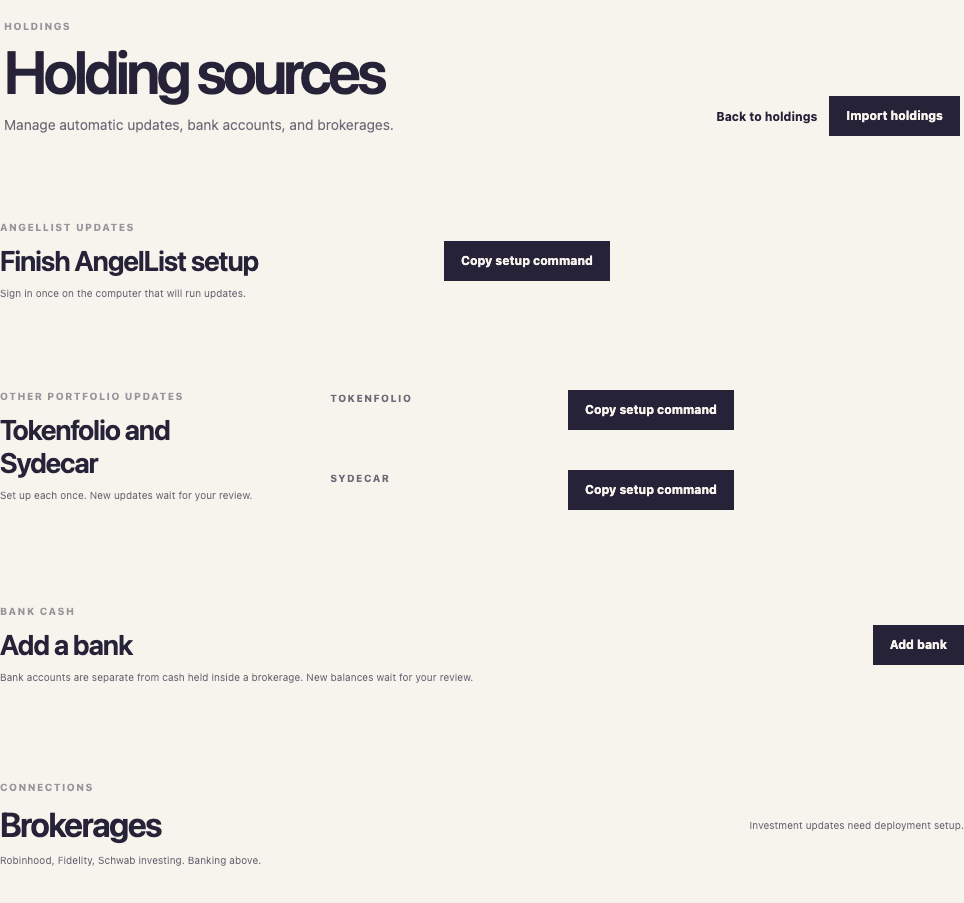 HOLDINGS
Holding sources
Manage automatic updates, bank accounts, and brokerages.
Back to holdings
Import holdings
ANGELLIST UPDATES
Finish AngelList setup
Sign in once on the computer that will run updates.
Copy setup command
OTHER PORTFOLIO UPDATES
Tokenfolio and
Sydecar
Set up each once. New updates wait for your review.
TOKENFOLIO
Copy setup command
SYDECAR
Copy setup command
BANK CASH
Add a bank
Bank accounts are separate from cash held inside a brokerage. New balances wait for your review.
Add bank
CONNECTIONS
Brokerages
Robinhood, Fidelity, Schwab investing. Banking above.
Investment updates need deployment setup.